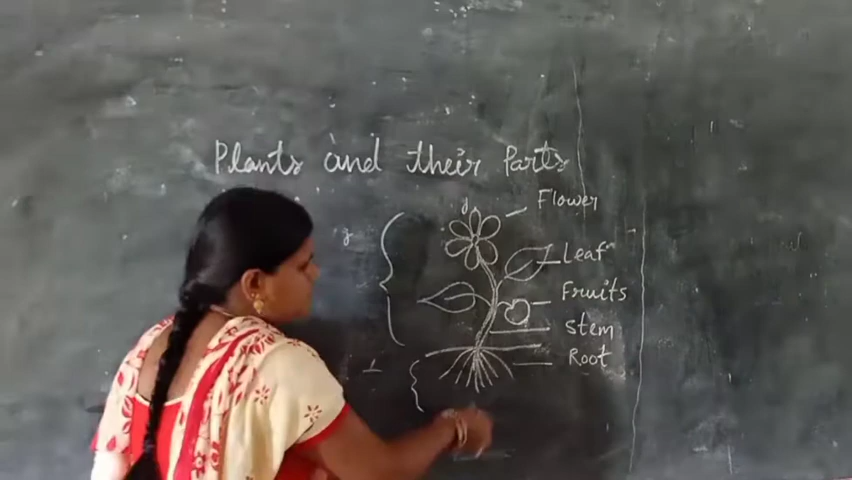 Plants and their Parts
Flower
Leaf
Fruits
stem
Root